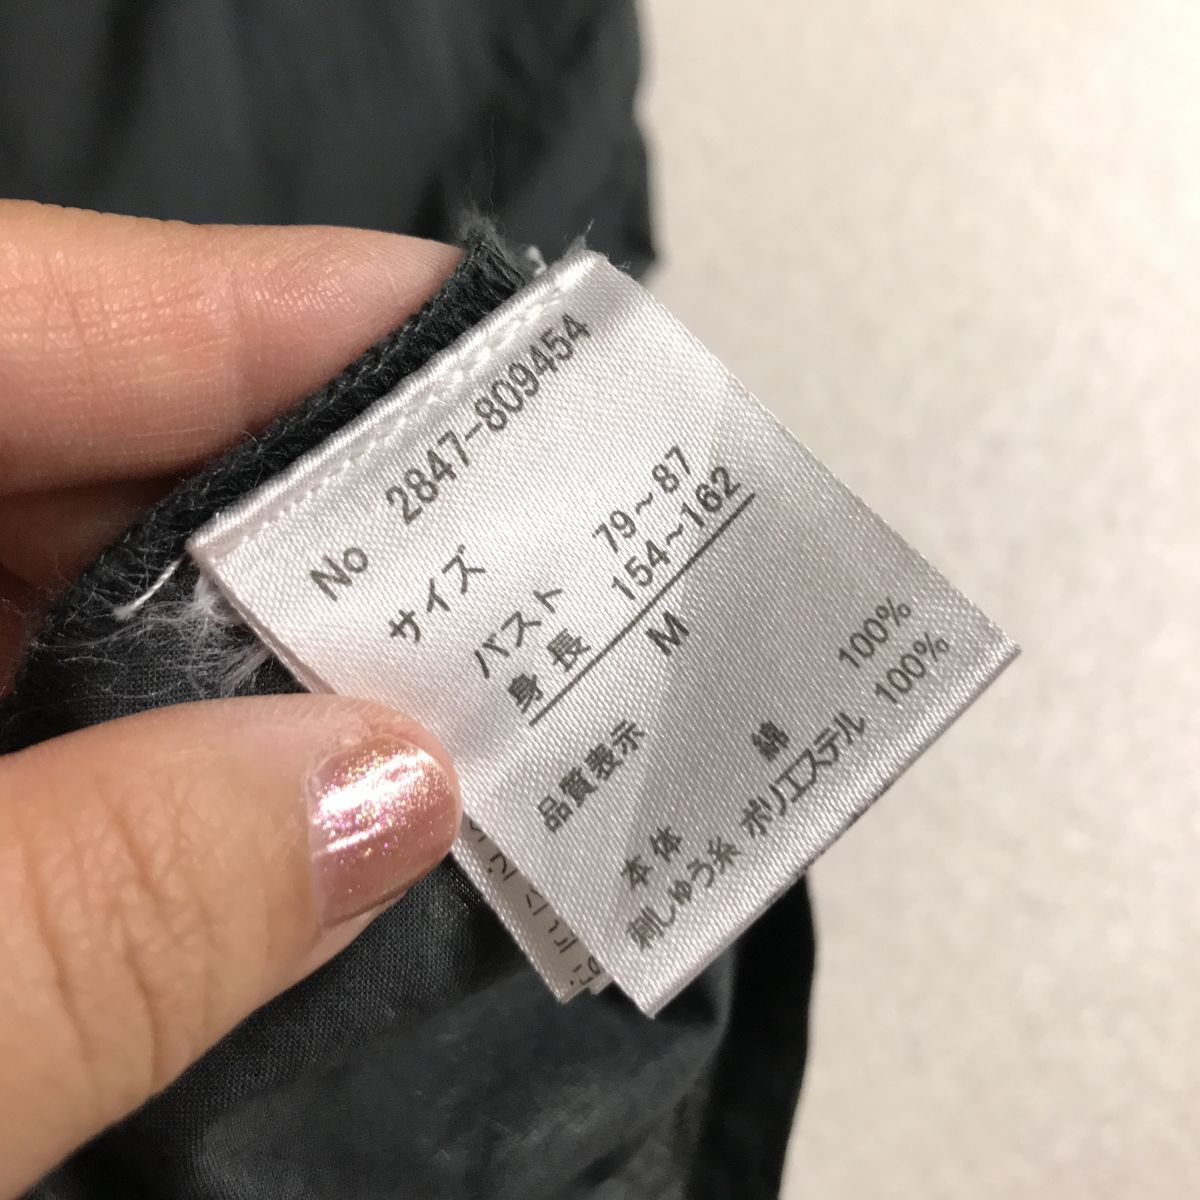 No 2847-809454
サイズ
バスト 79~87
身長 154~162
M
品質表示
本体 綿 100%
刺しゅう糸 ポリエステル 100%